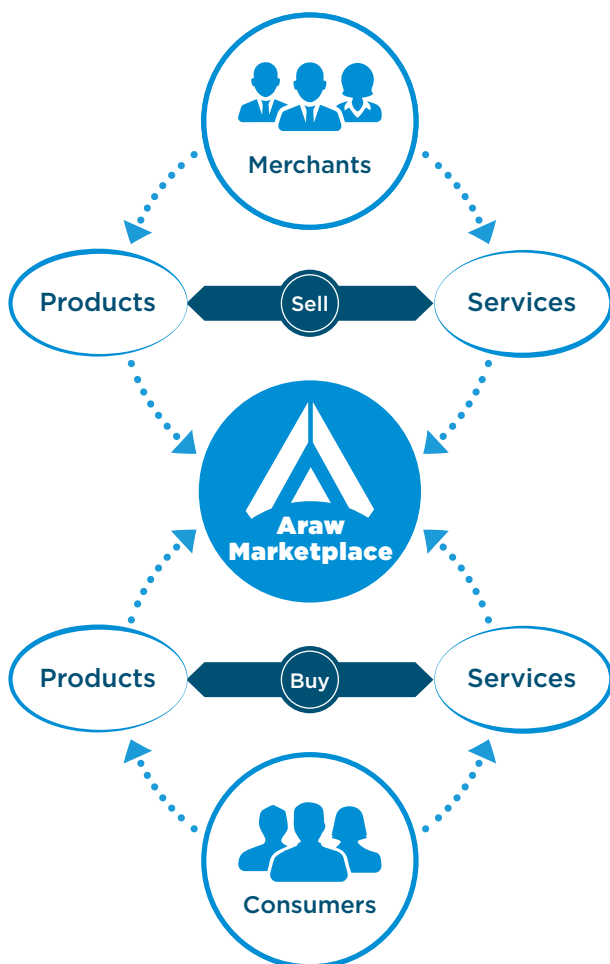 Merchants
Products
Sell
Services
Araw
Marketplace
Products
Buy
Services
Consumers